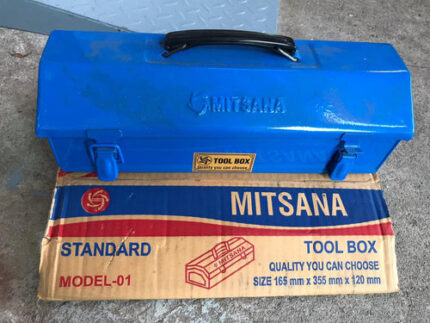 MITSANA
TOOL BOX
Quality you can choose
MITSANA
STANDARD
TOOL BOX
MITSANA
QUALITY YOU CAN CHOOSE
MODEL-01
SIZE 165 mm x 355 mm x 120 mm